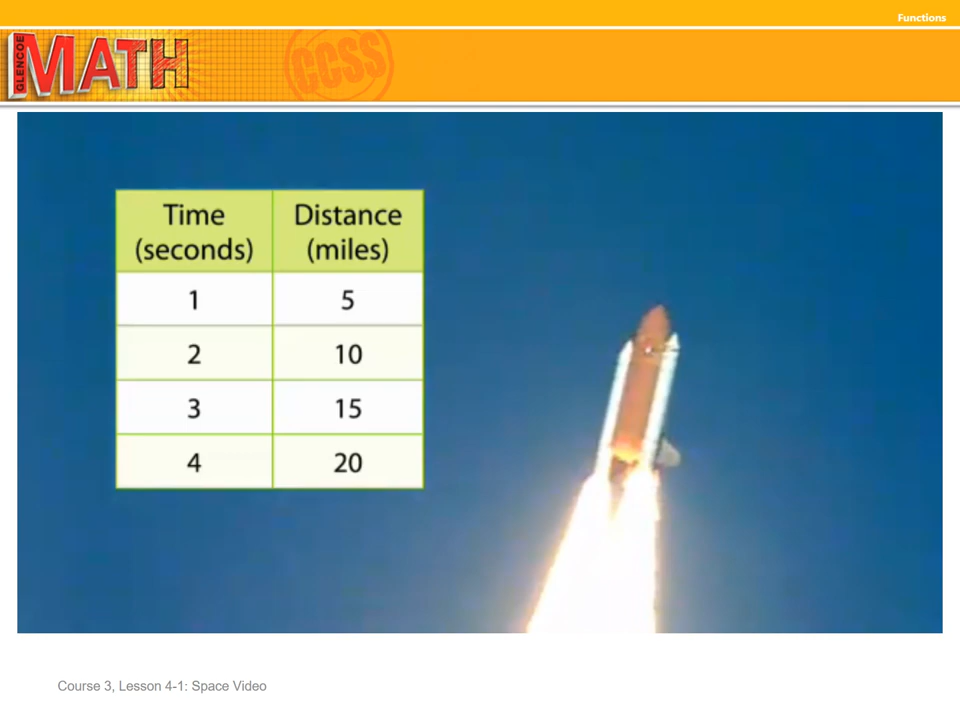 Functions
GLENCOE
MATH
CCSS
Time
(seconds)
Distance
(miles)
1
5
2
10
3
15
4
20
Course 3, Lesson 4-1: Space Video